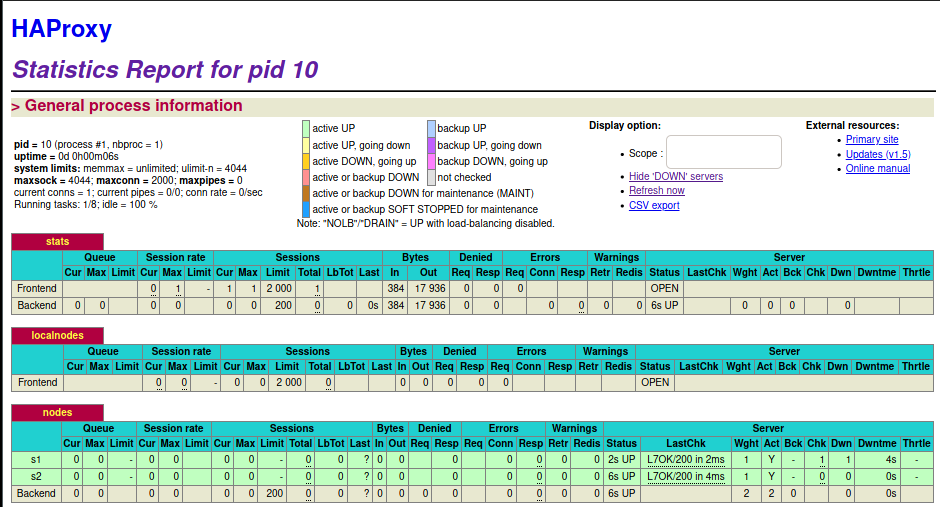 HAProxy
Statistics Report for pid 10
> General process information
pid = 10 (process #1, nbproc = 1)
uptime = 0d 0h00m06s
system limits: memmax = unlimited; ulimit-n = 4044
maxsock = 4044; maxconn = 2000; maxpipes = 0
current conns = 1; current pipes = 0/0; conn rate = 0/sec
Running tasks: 1/8; idle = 100 %
active UP backup UP
active UP, going down backup UP, going down
active DOWN, going up backup DOWN, going up
active or backup DOWN not checked
active or backup DOWN for maintenance (MAINT)
active or backup SOFT STOPPED for maintenance
Note: "NOLB"/"DRAIN" = UP with load-balancing disabled.
Display option:
• Scope :
• Hide 'DOWN' servers
• Refresh now
• CSV export
External resources:
• Primary site
• Updates (v1.5)
• Online manual
stats
Queue Session rate Sessions Bytes Denied Errors Warnings Server
Cur Max Limit Cur Max Limit Cur Max Limit Total LbTot Last In Out Req Resp Req Conn Resp Retr Redis Status LastChk Wght Act Bck Chk Dwn Dwntme Thrtle
Frontend 0 1 - 1 1 2 000 1 384 17 936 0 0 0 OPEN
Backend 0 0 0 0 0 0 200 0 0 0s 384 17 936 0 0 0 0 0 0 6s UP 0 0 0 0
localnodes
Queue Session rate Sessions Bytes Denied Errors Warnings Server
Cur Max Limit Cur Max Limit Cur Max Limit Total LbTot Last In Out Req Resp Req Conn Resp Retr Redis Status LastChk Wght Act Bck Chk Dwn Dwntme Thrtle
Frontend 0 0 - 0 0 2 000 0 0 0 0 0 0 OPEN
nodes
Queue Session rate Sessions Bytes Denied Errors Warnings Server
Cur Max Limit Cur Max Limit Cur Max Limit Total LbTot Last In Out Req Resp Req Conn Resp Retr Redis Status LastChk Wght Act Bck Chk Dwn Dwntme Thrtle
s1 0 0 - 0 0 0 0 - 0 0 ? 0 0 0 0 0 0 0 2s UP L7OK/200 in 2ms 1 Y - 1 1 4s -
s2 0 0 - 0 0 0 0 - 0 0 ? 0 0 0 0 0 0 0 6s UP L7OK/200 in 4ms 1 Y - 0 0 0s -
Backend 0 0 0 0 0 0 200 0 0 ? 0 0 0 0 0 0 0 0 6s UP 2 2 0 0 0s